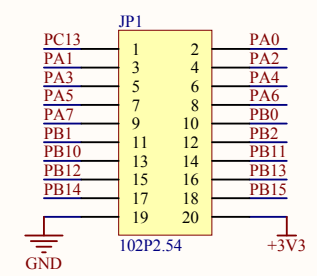 JP1
PC13 1 2 PA0
PA1 3 4 PA2
PA3 5 6 PA4
PA5 7 8 PA6
PA7 9 10 PB0
PB1 11 12 PB2
PB10 13 14 PB11
PB12 15 16 PB13
PB14 17 18 PB15
19 20
102P2.54
GND +3V3